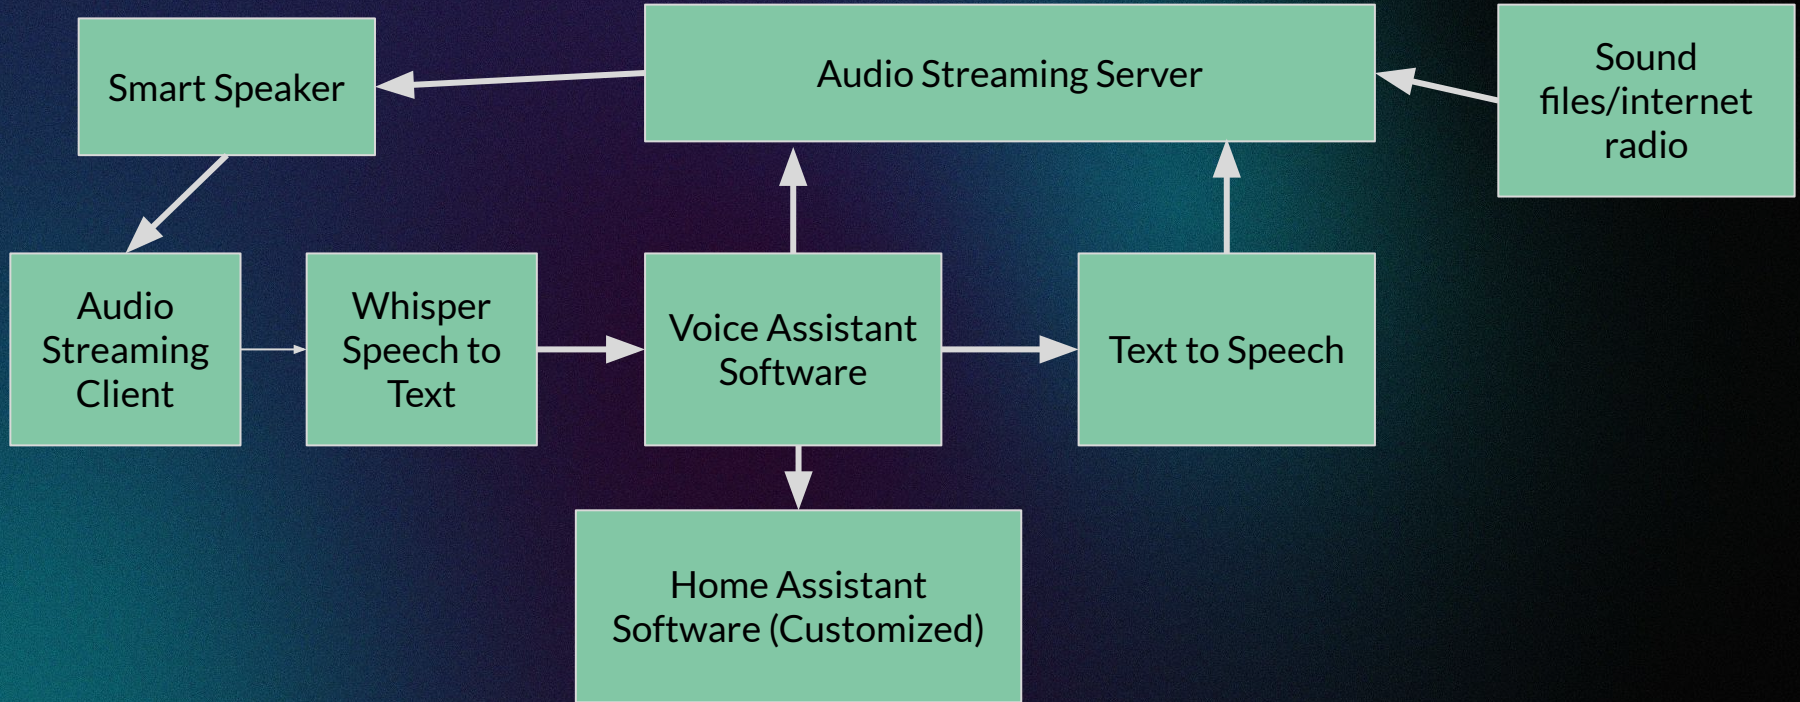 Smart Speaker
Audio Streaming Server
Sound
files/internet
radio
Audio
Streaming
Client
Whisper
Speech to
Text
Voice Assistant
Software
Text to Speech
Home Assistant
Software (Customized)